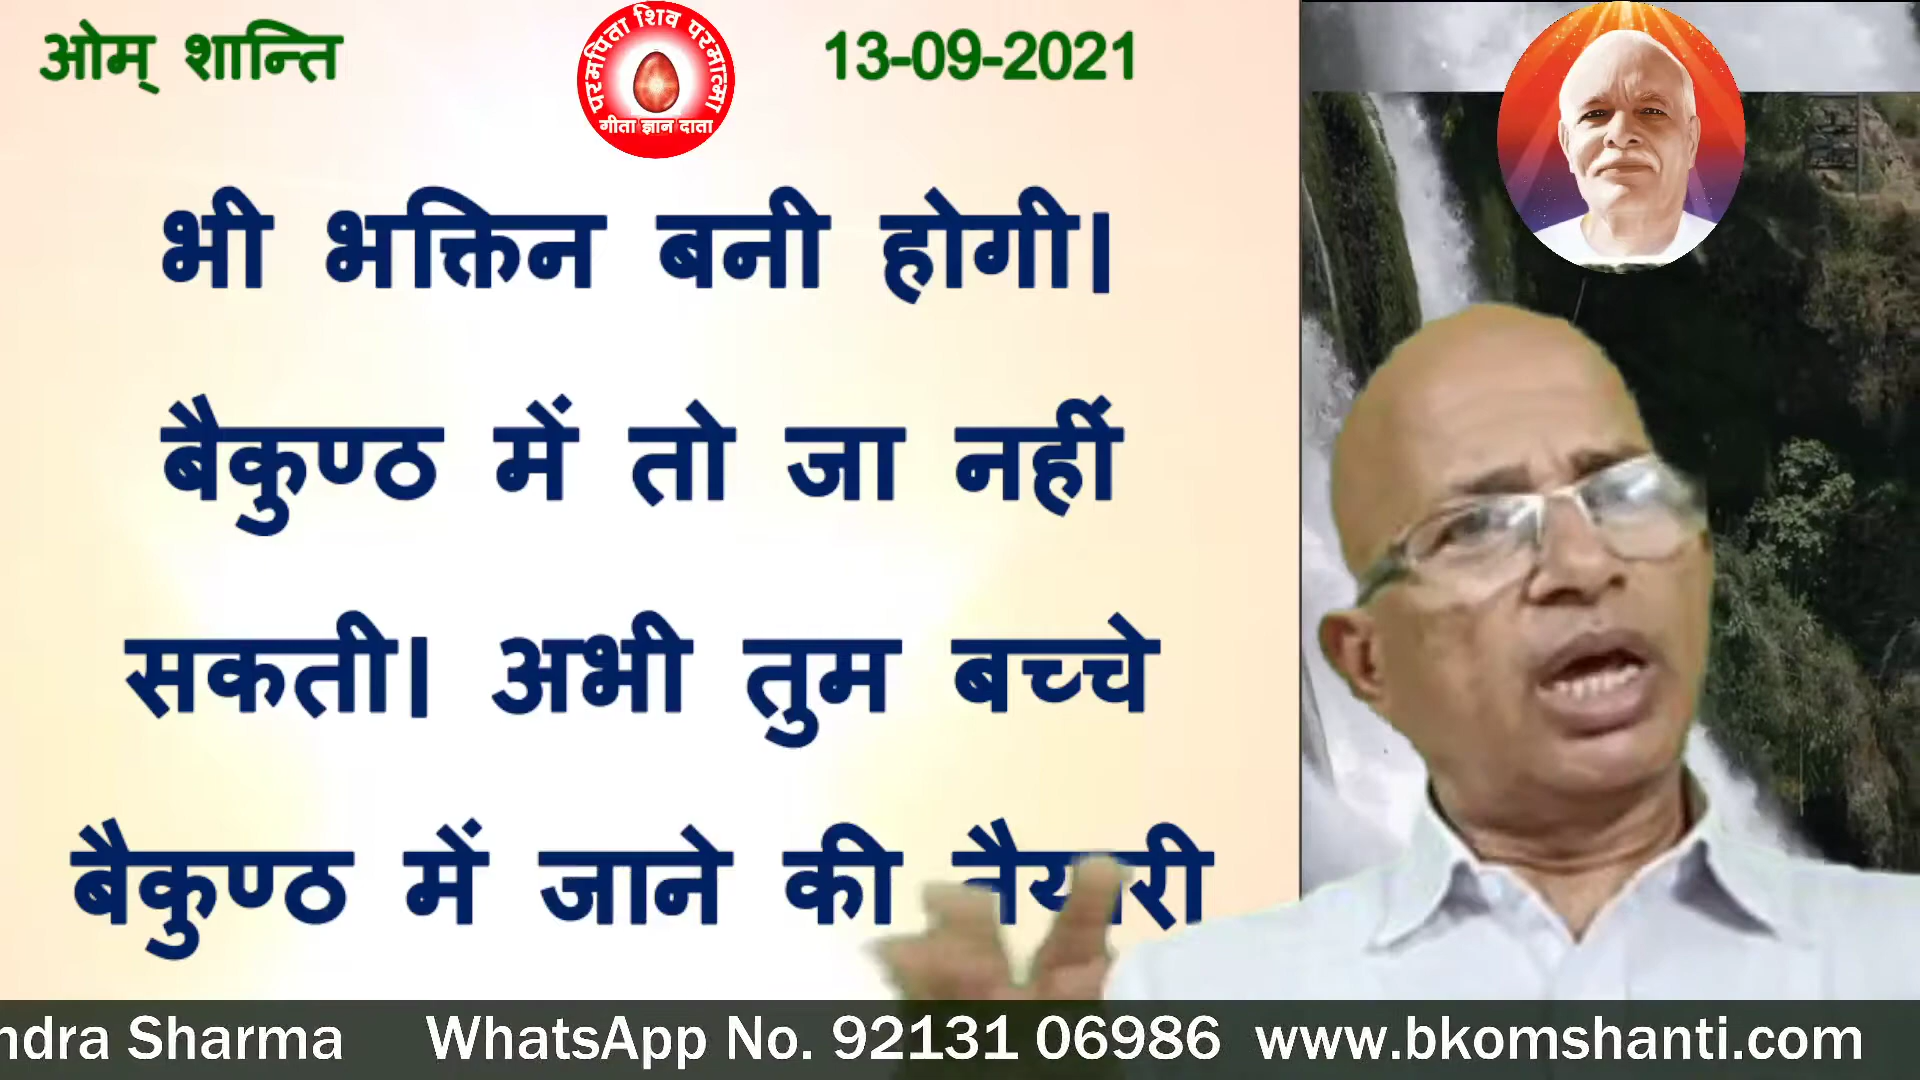 ओम् शान्ति
परमपिता शिव परमात्मा
गीता ज्ञान दाता
13-09-2021
भी भक्तिन बनी होगी।
बैकुण्ठ में तो जा नहीं
सकती। अभी तुम बच्चे
बैकुण्ठ में जाने की तैयारी
ndra Sharma WhatsApp No. 92131 06986 www.bkomshanti.com